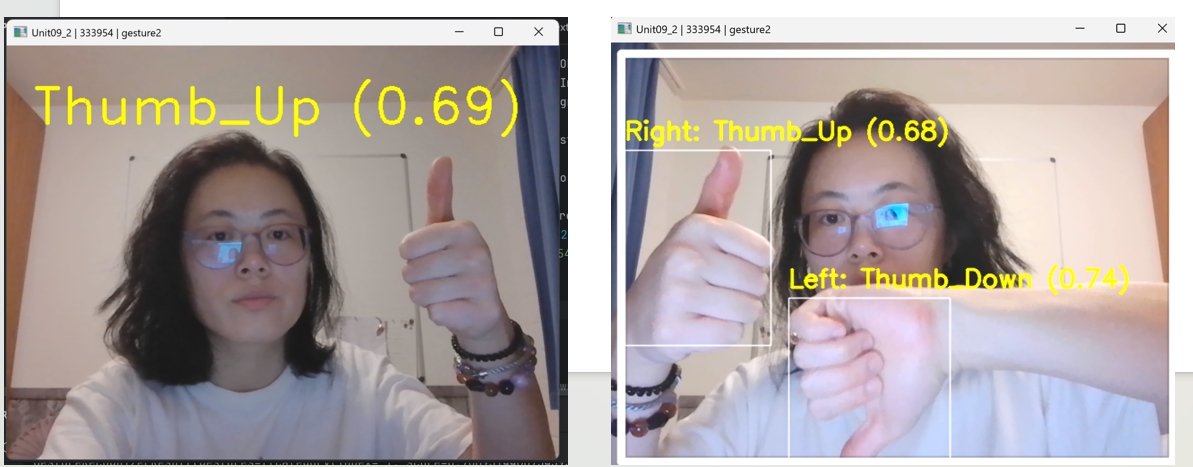 Unit09_2 | 333954 | gesture2
Thumb_Up (0.69)
Unit09_2 | 333954 | gesture2
Right: Thumb_Up (0.68)
Left: Thumb_Down (0.74)